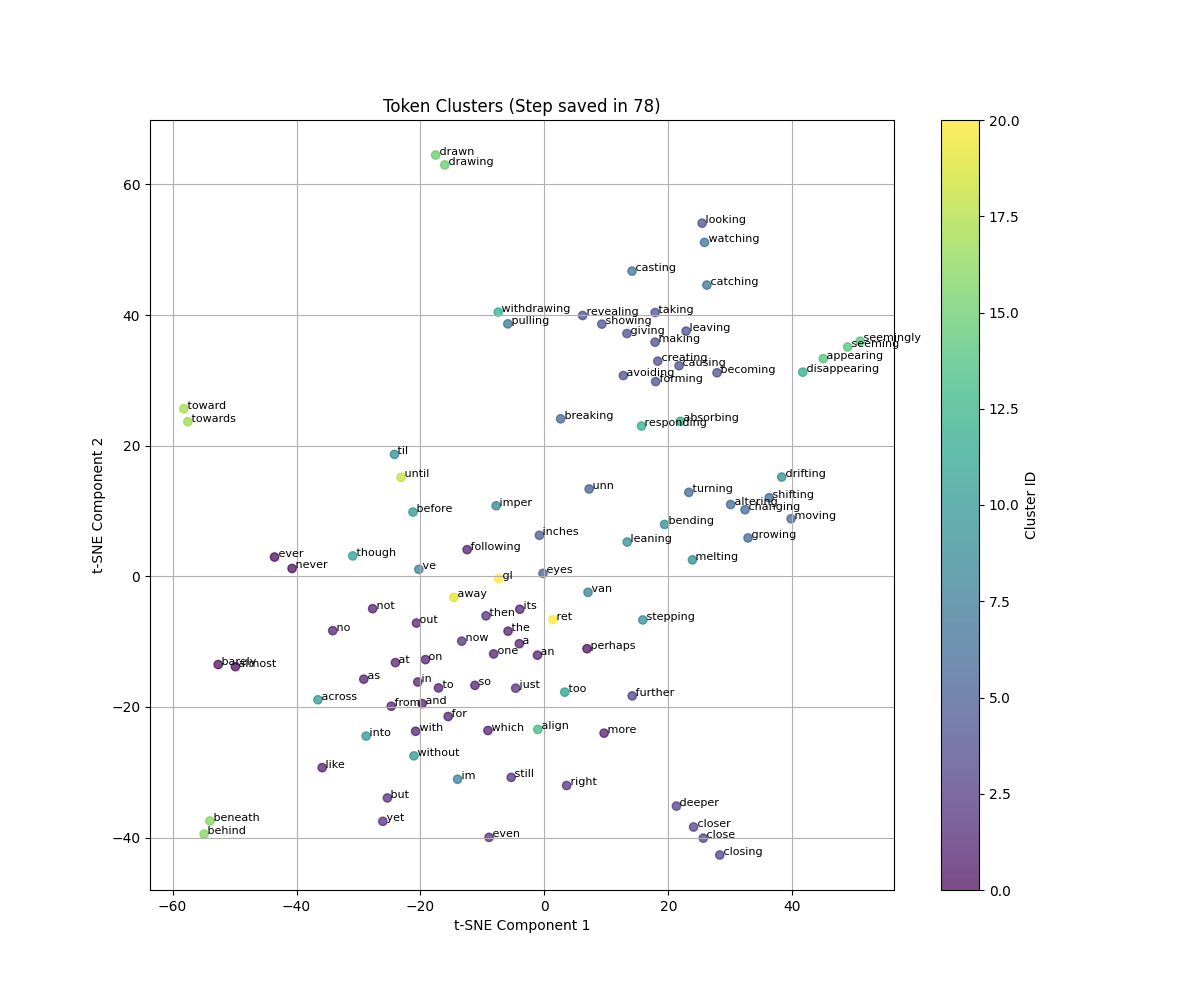 Token Clusters (Step saved in 78)
drawn
drawing
looking
watching
casting
catching
withdrawing
pulling
revealing
taking
showing
giving
leaving
making
seemingly
seeming
appearing
disappearing
creating
causing
avoiding
forming
becoming
toward
towards
breaking
responding
absorbing
til
until
before
imper
unn
turning
drifting
altering
shifting
changing
moving
bending
growing
leaning
melting
inches
following
ever
never
though
ve
gl
eyes
away
van
not
out
then
its
ret
stepping
no
now
the
a
one
an
perhaps
barely
almost
at
on
as
in
to
so
just
too
further
across
from
and
for
into
with
which
align
more
without
like
im
still
right
but
yet
even
deeper
closer
close
closing
beneath
behind
60
40
20
0
−20
−40
−60
−40
−20
0
20
40
t-SNE Component 1
t-SNE Component 2
20.0
17.5
15.0
12.5
10.0
7.5
5.0
2.5
0.0
Cluster ID